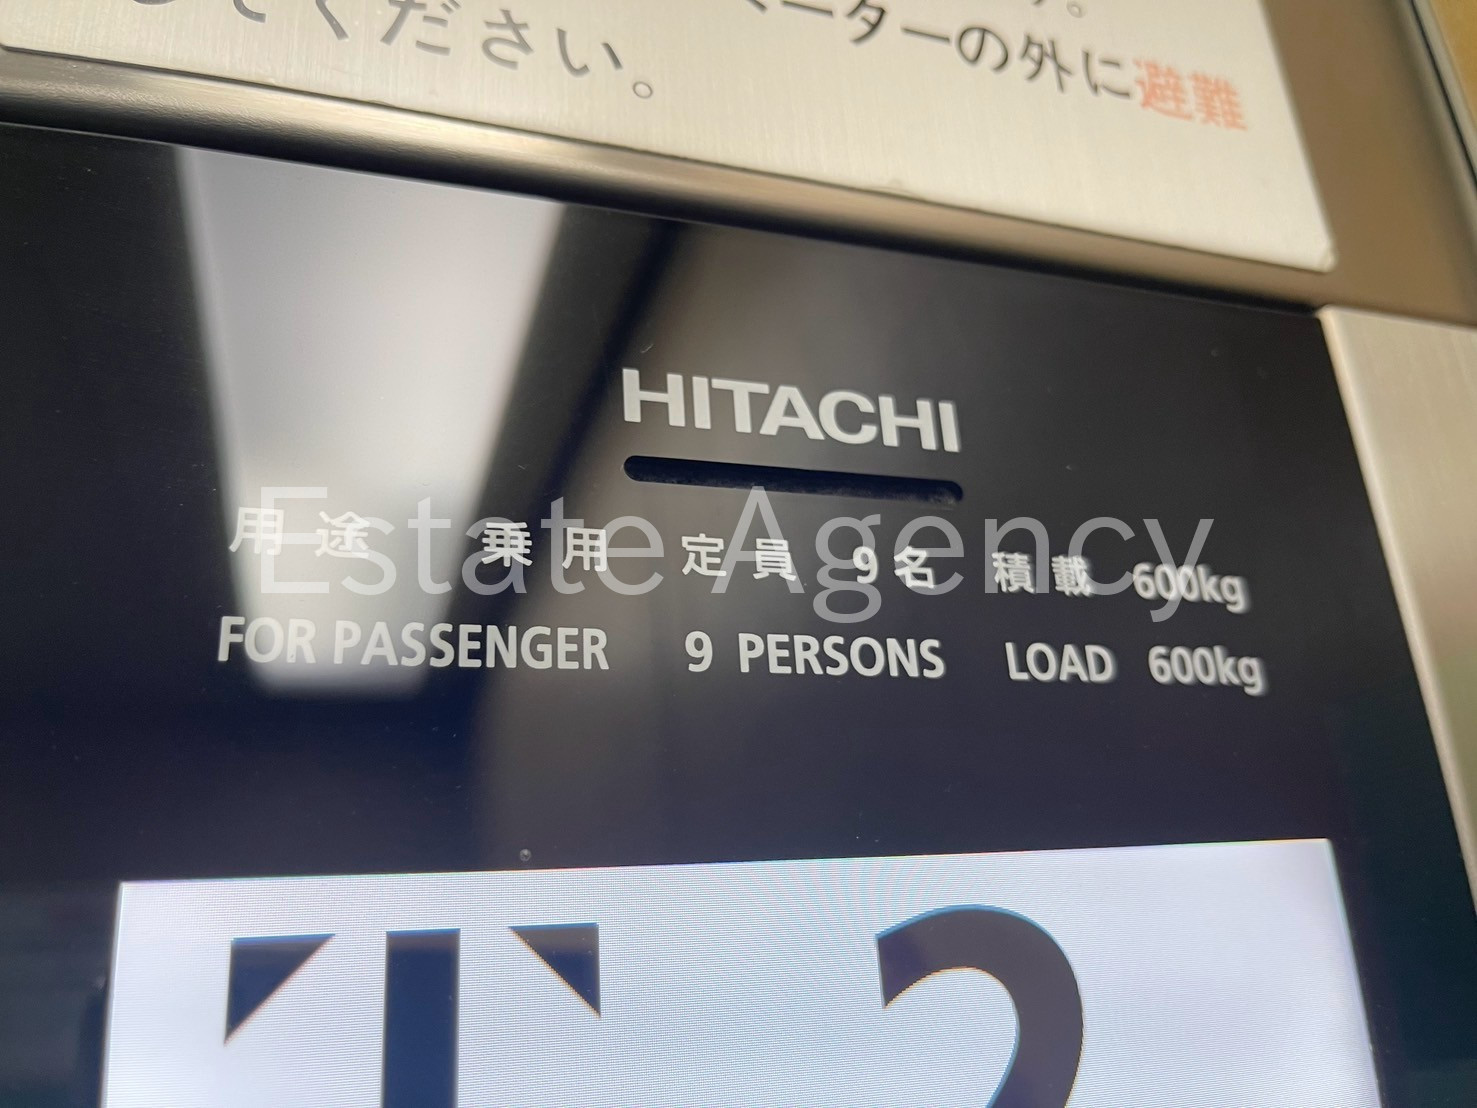 ください。
ーターの外に避難
HITACHI
用途 乗用 定員 9名 積載 600kg
FOR PASSENGER 9 PERSONS LOAD 600kg
Estate Agency
2